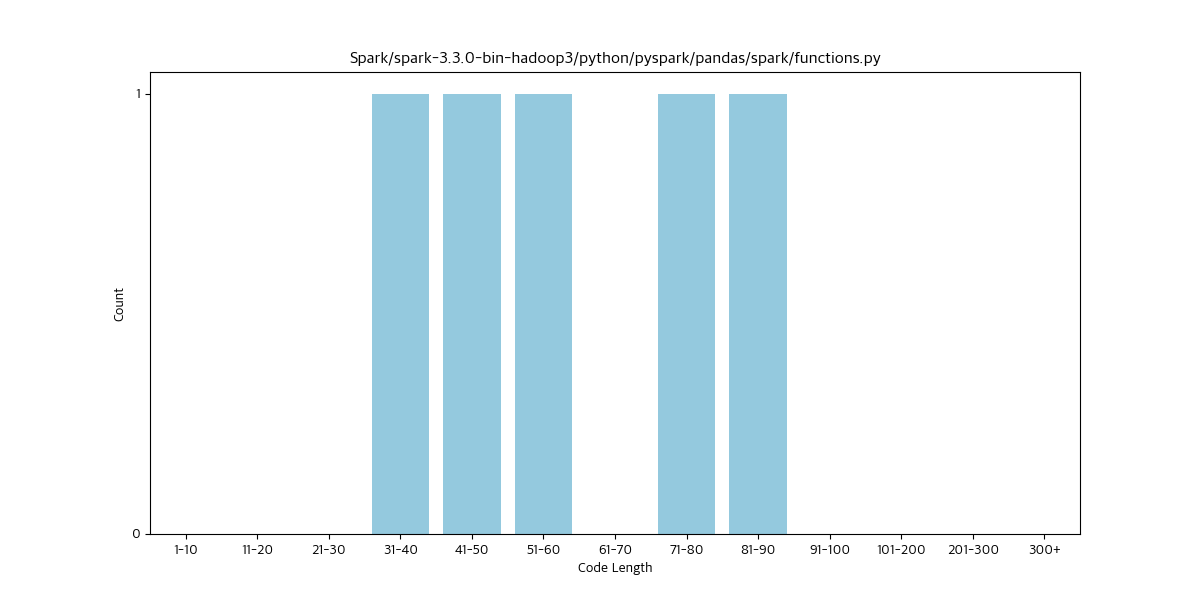 Spark/spark-3.3.0-bin-hadoop3/python/pyspark/pandas/spark/functions.py
1
Count
0
1-10 11-20 21-30 31-40 41-50 51-60 61-70 71-80 81-90 91-100 101-200 201-300 300+
Code Length